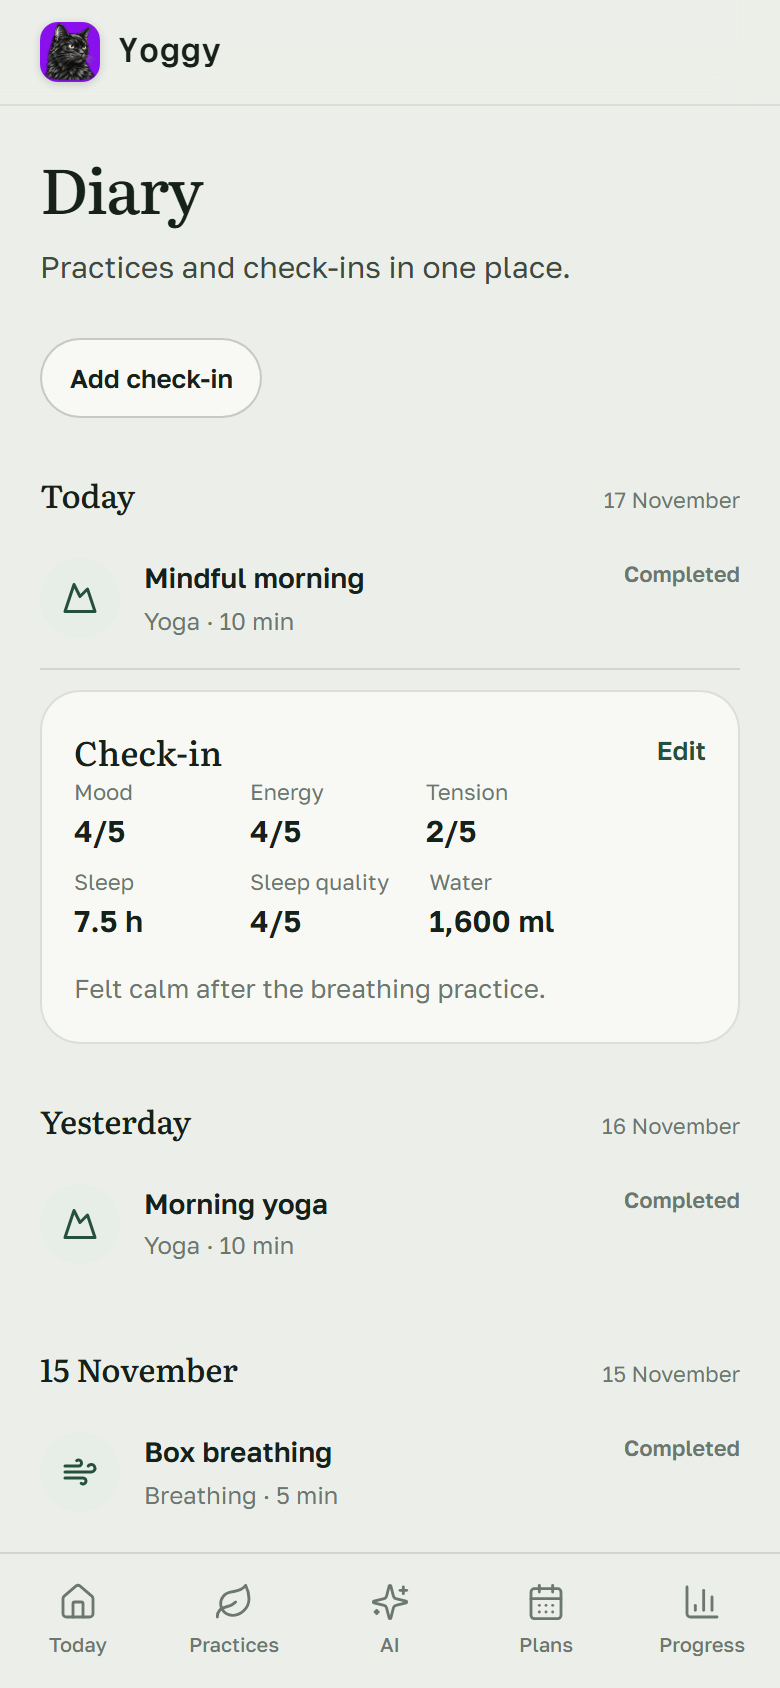 Yoggy
Diary
Practices and check-ins in one place.
Add check-in
Today
17 November
Mindful morning
Completed
Yoga · 10 min
Check-in
Edit
Mood
Energy
Tension
4/5
4/5
2/5
Sleep
Sleep quality
Water
7.5 h
4/5
1,600 ml
Felt calm after the breathing practice.
Yesterday
16 November
Morning yoga
Completed
Yoga · 10 min
15 November
15 November
Box breathing
Completed
Breathing · 5 min
Today
Practices
AI
Plans
Progress